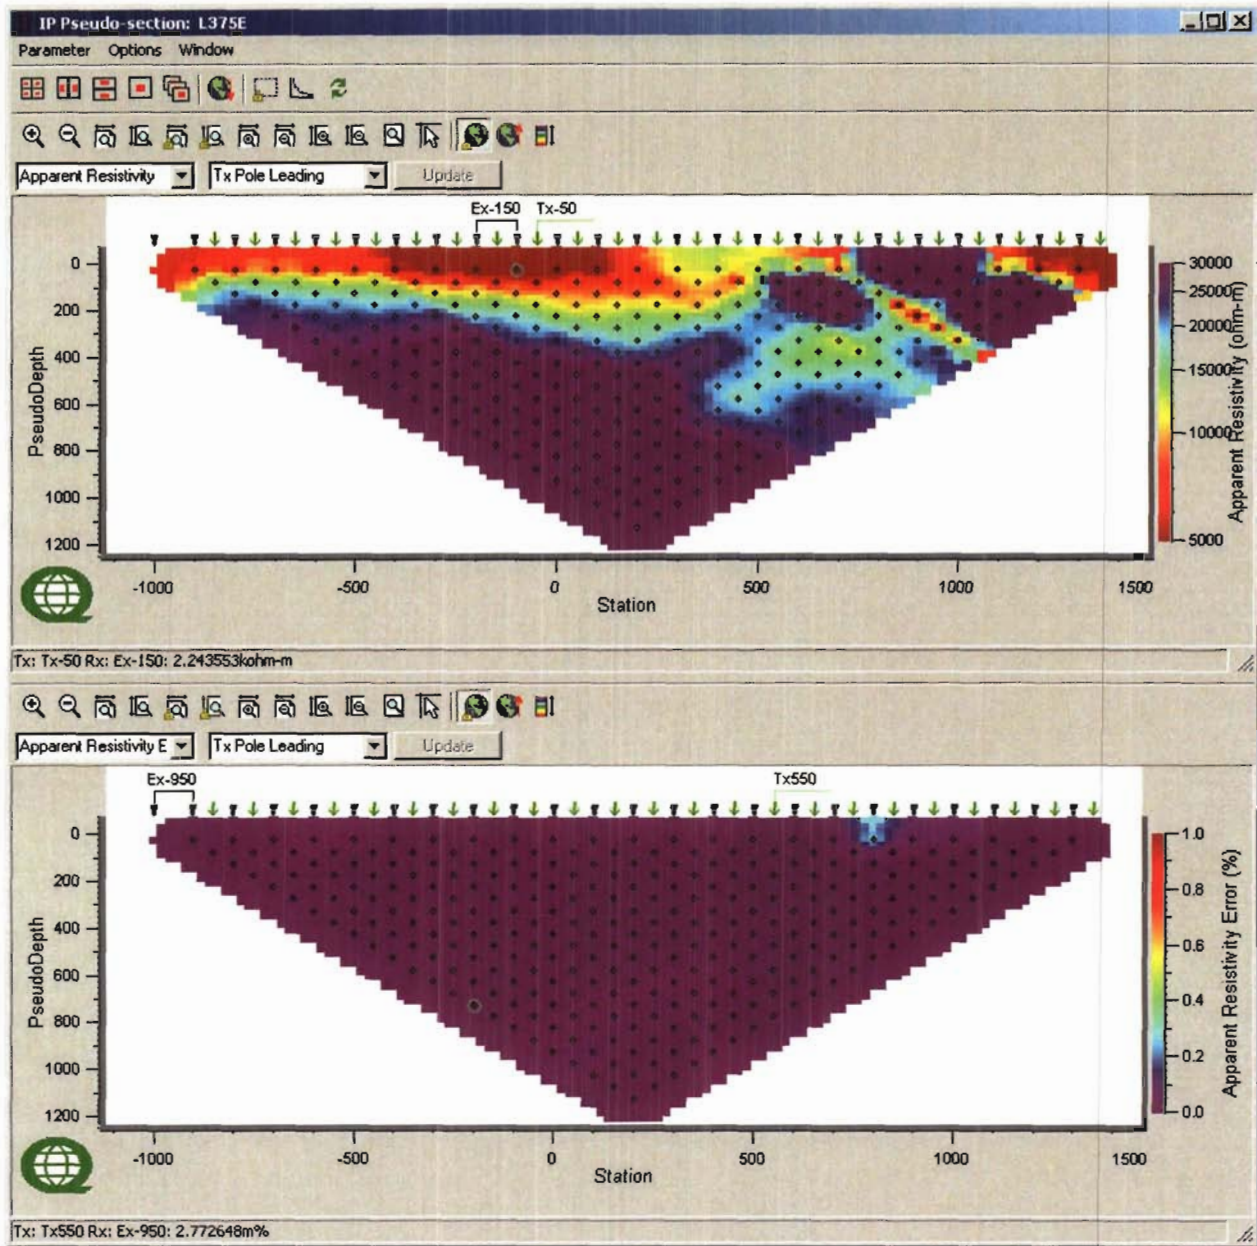 IP Pseudo-section: L375E
Parameter Options Window
Apparent Resistivity Tx Pole Leading Update
Ex-150 Tx-50
0
200
400
600
800
1000
1200
PseudoDepth
-1000 -500 0 500 1000 1500
Station
30000
25000
20000
15000
10000
5000
Apparent Resistivity (ohm-m)
Tx: Tx-50 Rx: Ex-150: 2.243553kohm-m
Apparent Resistivity E Tx Pole Leading Update
Ex-950 Tx550
0
200
400
600
800
1000
1200
PseudoDepth
-1000 -500 0 500 1000 1500
Station
1.0
0.8
0.6
0.4
0.2
0.0
Apparent Resistivity Error (%)
Tx: Tx550 Rx: Ex-950: 2.772648m%